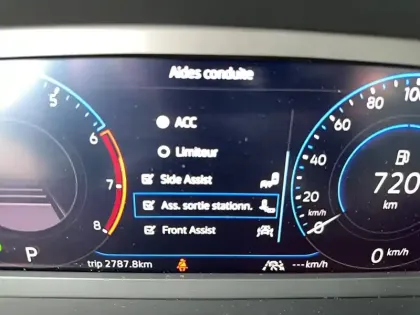 Aides conduite
ACC
Limiteur
Side Assist
Ass. sortie stationn.
Front Assist
5
6
7
8
P
trip 2787.8km
0
20
40
60
80
100
km/h
720
km
0 km/h
---km/h